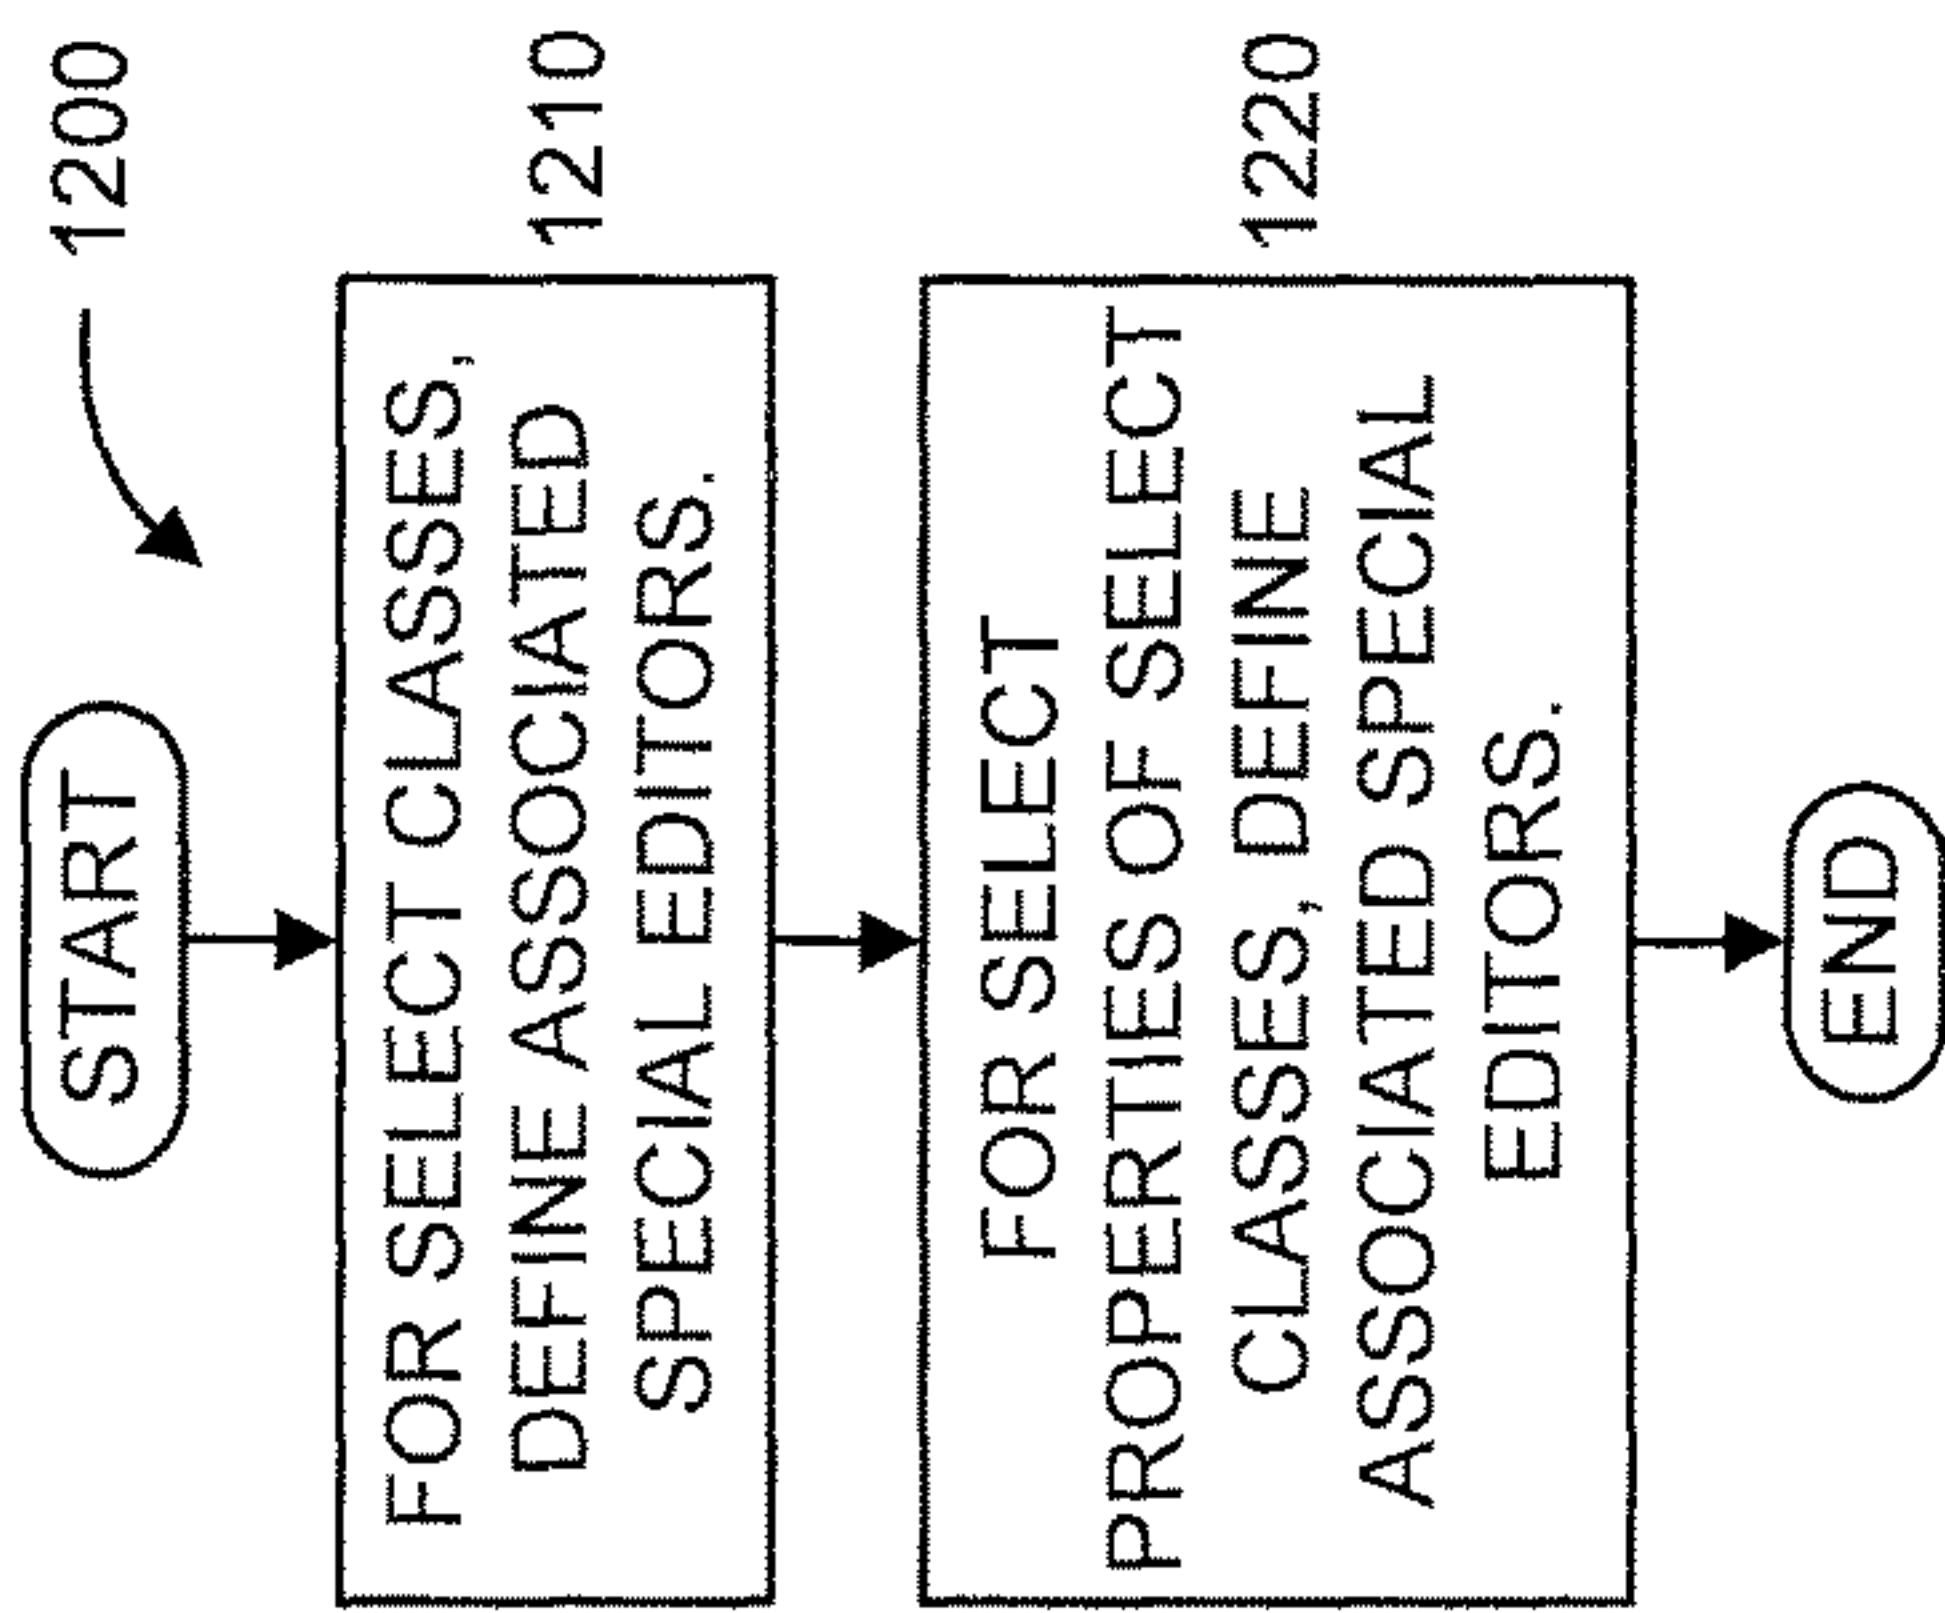 1200
START
FOR SELECT CLASSES,
DEFINE ASSOCIATED
SPECIAL EDITORS.
1210
FOR SELECT
PROPERTIES OF SELECT
CLASSES, DEFINE
ASSOCIATED SPECIAL
EDITORS.
1220
END